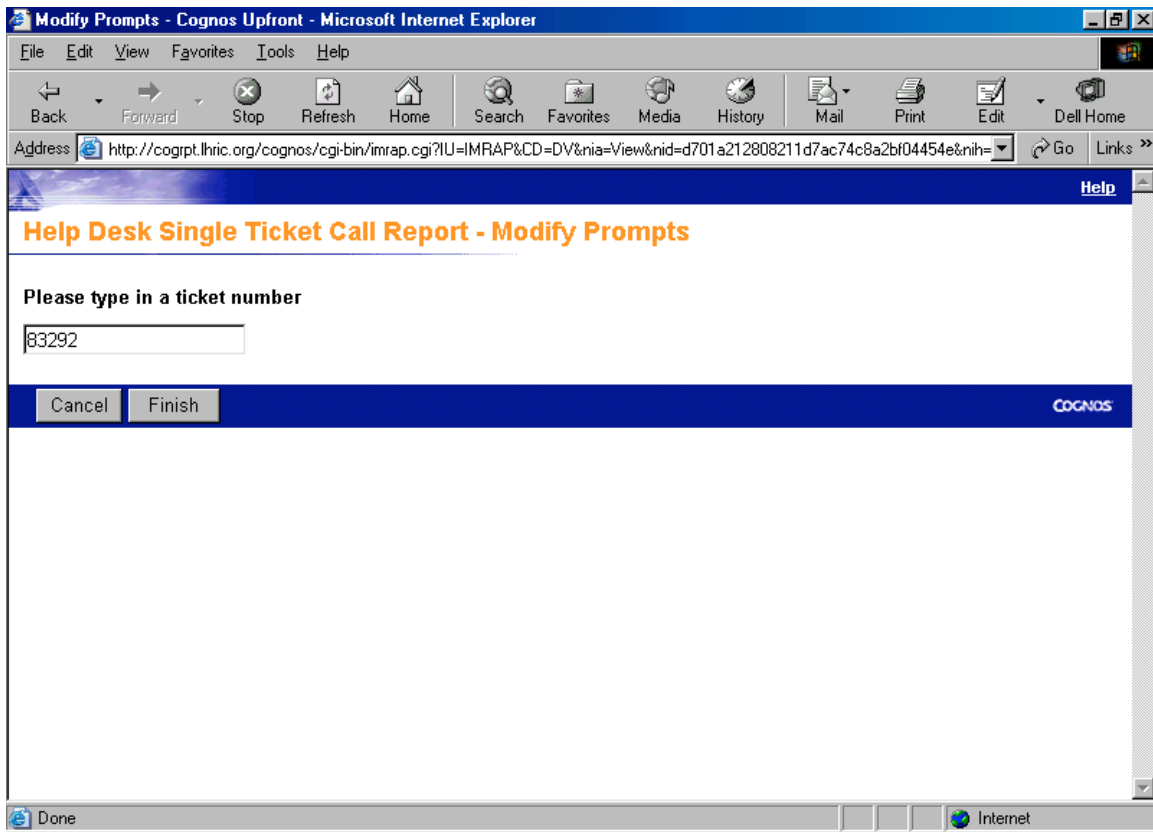 Modify Prompts - Cognos Upfront - Microsoft Internet Explorer
File Edit View Favorites Tools Help
Back Forward Stop Refresh Home Search Favorites Media History Mail Print Edit Dell Home
Address http://cogrpt.lhric.org/cognos/cgi-bin/imrap.cgi?IU=IMRAP&CD=DV&nia=View&nid=d701a212808211d7ac74c8a2bf04454e&nih= Go Links »
Help
Help Desk Single Ticket Call Report - Modify Prompts
Please type in a ticket number
83292
Cancel Finish COGNOS
Done Internet